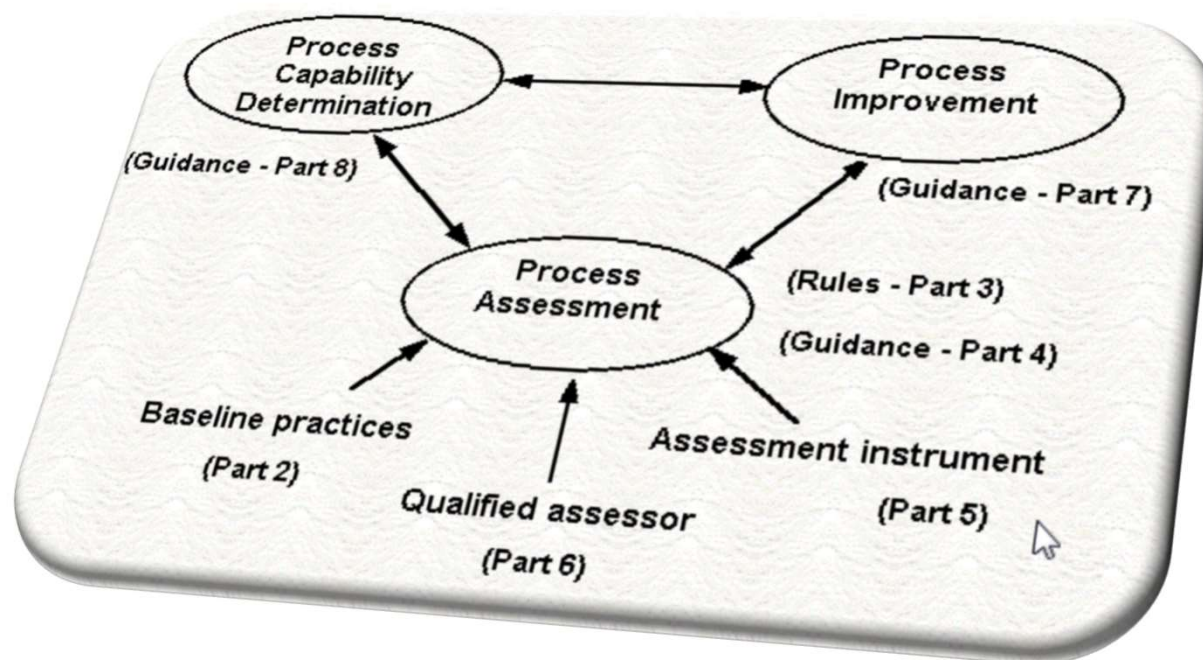 Process
Capability
Determination
Process
Improvement
(Guidance - Part 8)
(Guidance - Part 7)
Process
Assessment
(Rules - Part 3)
(Guidance - Part 4)
Baseline practices
(Part 2)
Assessment instrument
(Part 5)
Qualified assessor
(Part 6)